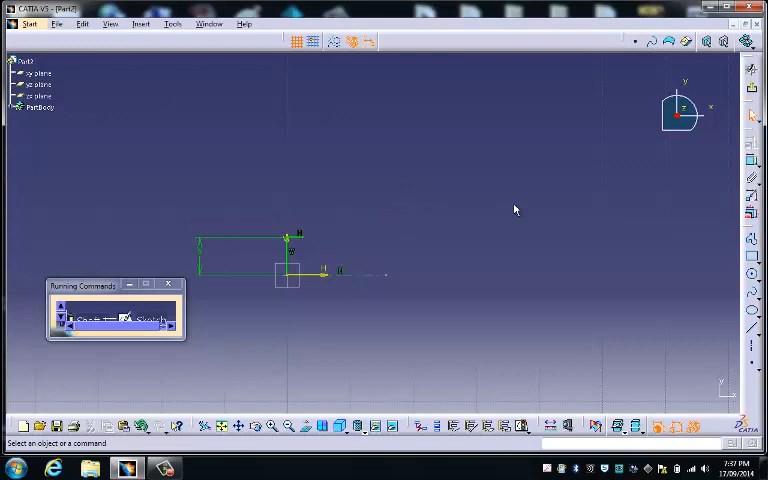 CATIA V5 - [Part2]
Start File Edit View Insert Tools Window Help
Part2
xy plane
yz plane
zx plane
PartBody
y
x
z
H
V
H
H
Running Commands
Sketch
y
x
Select an object or a command
7:37 PM
17/09/2014